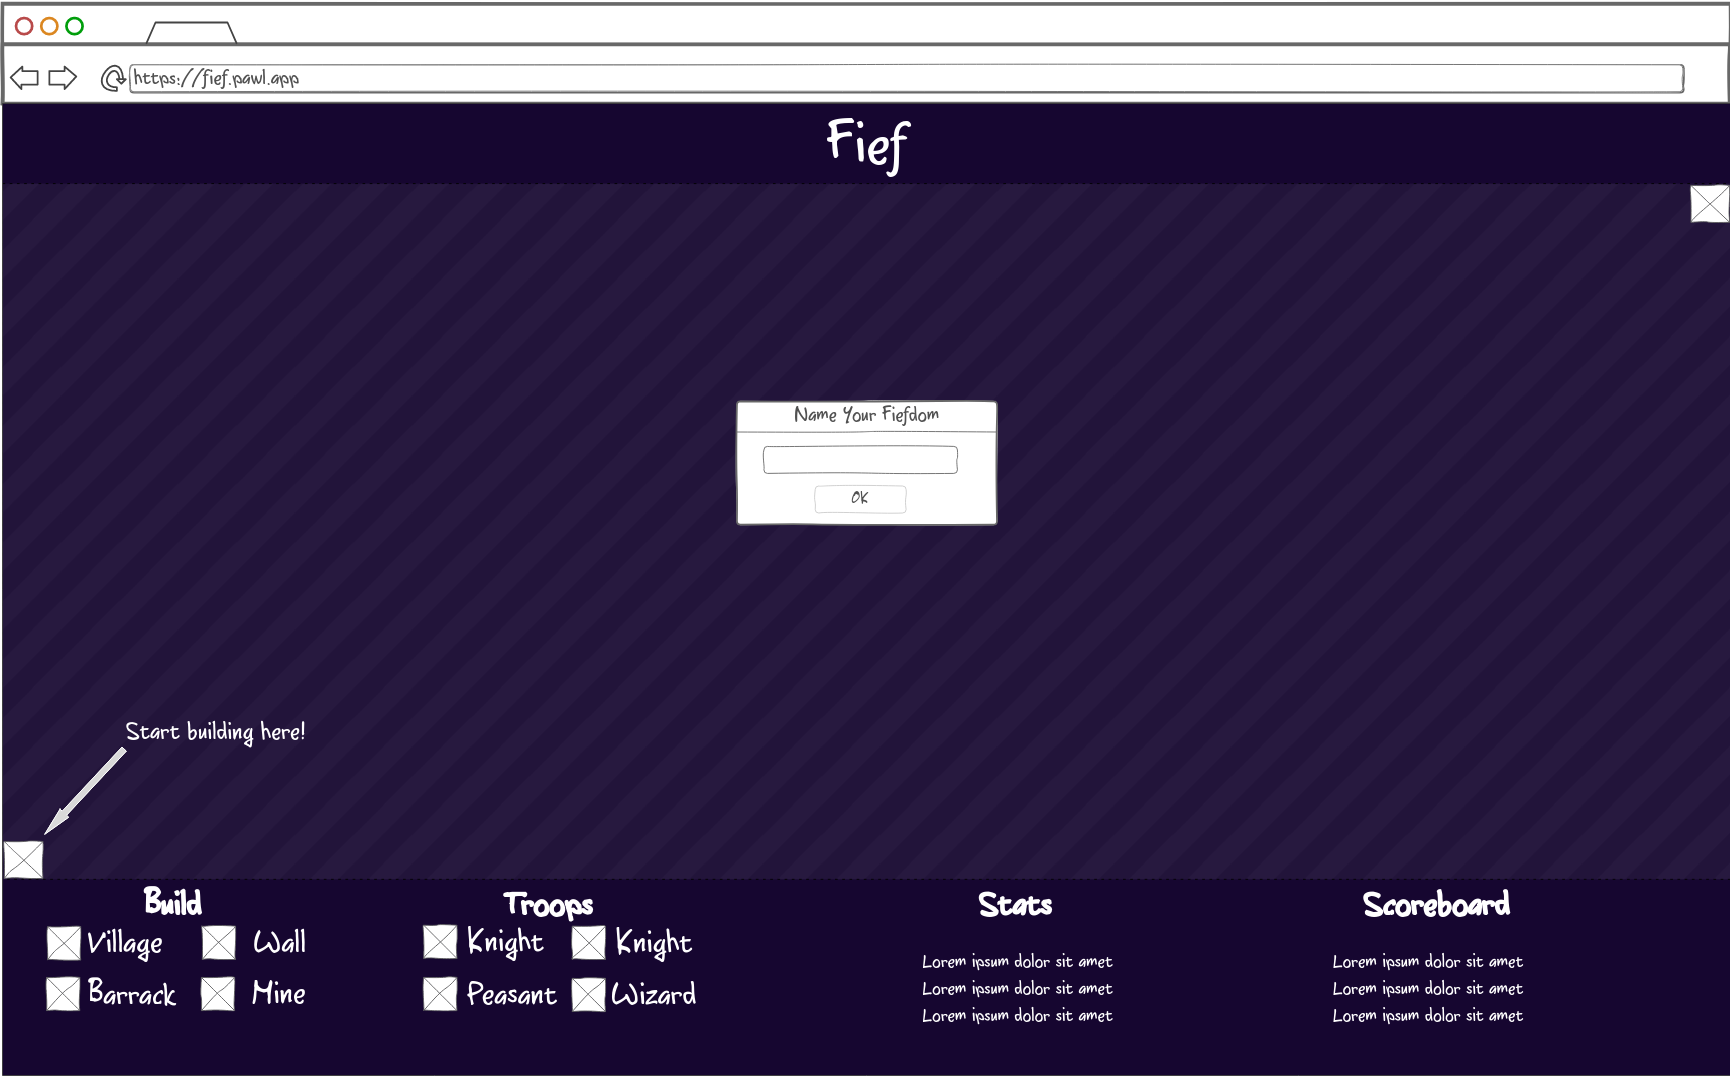 https://fief.pawl.app
Fief
Name Your Fiefdom
OK
Start building here!
Build
Village
Wall
Barrack
Mine
Troops
Knight
Knight
Peasant
Wizard
Stats
Lorem ipsum dolor sit amet
Lorem ipsum dolor sit amet
Lorem ipsum dolor sit amet
Scoreboard
Lorem ipsum dolor sit amet
Lorem ipsum dolor sit amet
Lorem ipsum dolor sit amet